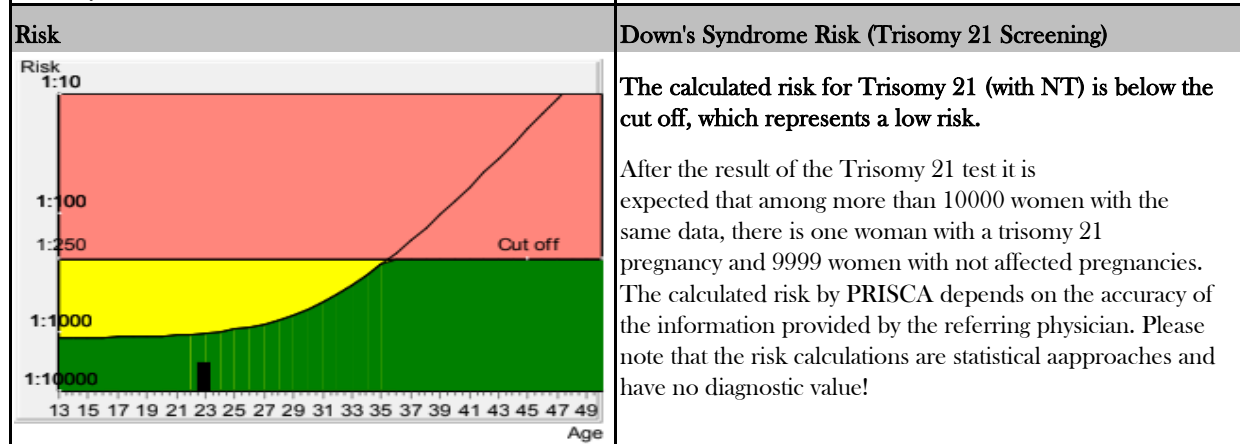 Risk
Down's Syndrome Risk (Trisomy 21 Screening)
Risk
1:10
1:100
1:250
Cut off
1:1000
1:10000
13 15 17 19 21 23 25 27 29 31 33 35 37 39 41 43 45 47 49
Age
The calculated risk for Trisomy 21 (with NT) is below the
cut off, which represents a low risk.
After the result of the Trisomy 21 test it is
expected that among more than 10000 women with the
same data, there is one woman with a trisomy 21
pregnancy and 9999 women with not affected pregnancies.
The calculated risk by PRISCA depends on the accuracy of
the information provided by the referring physician. Please
note that the risk calculations are statistical aapproaches and
have no diagnostic value!